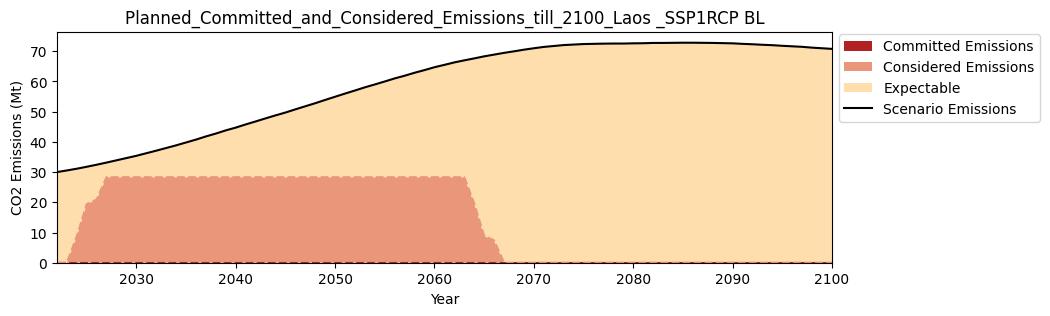 Planned_Committed_and_Considered_Emissions_till_2100_Laos _SSP1RCP BL
70
60
50
40
30
20
10
0
CO2 Emissions (Mt)
2030 2040 2050 2060 2070 2080 2090 2100
Year
Committed Emissions
Considered Emissions
Expectable
Scenario Emissions